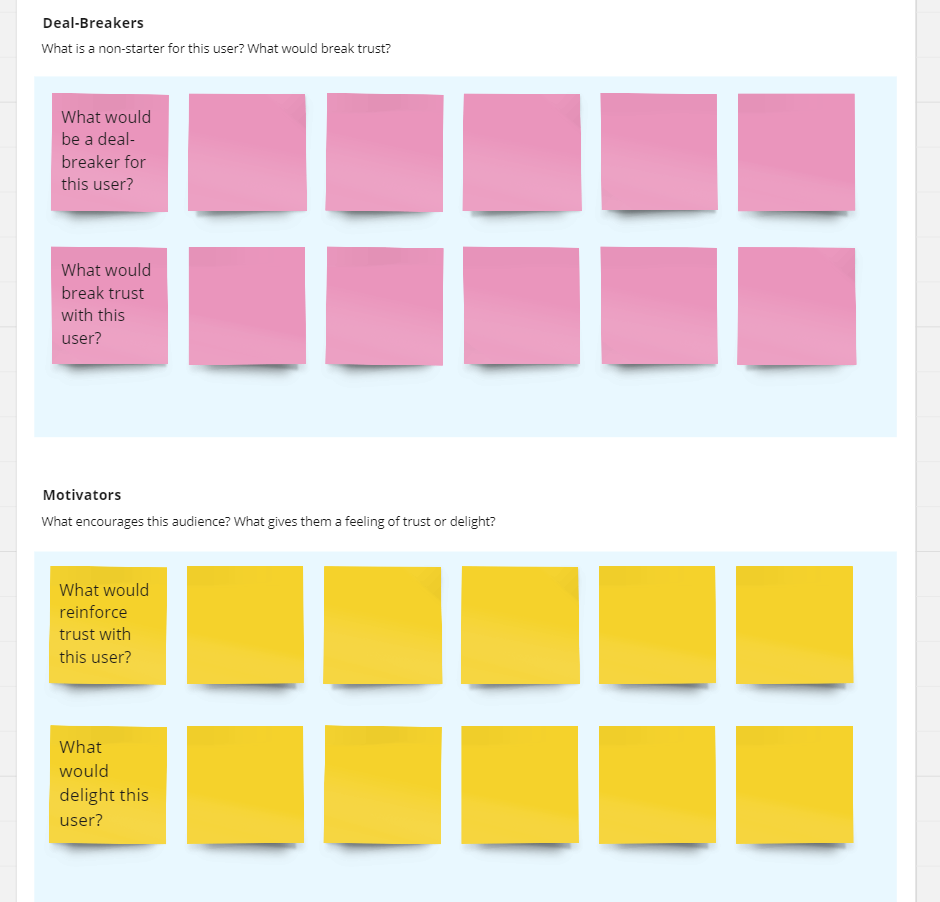 Deal-Breakers
What is a non-starter for this user? What would break trust?
What would
be a deal-
breaker for
this user?
What would
break trust
with this
user?
Motivators
What encourages this audience? What gives them a feeling of trust or delight?
What would
reinforce
trust with
this user?
What
would
delight this
user?